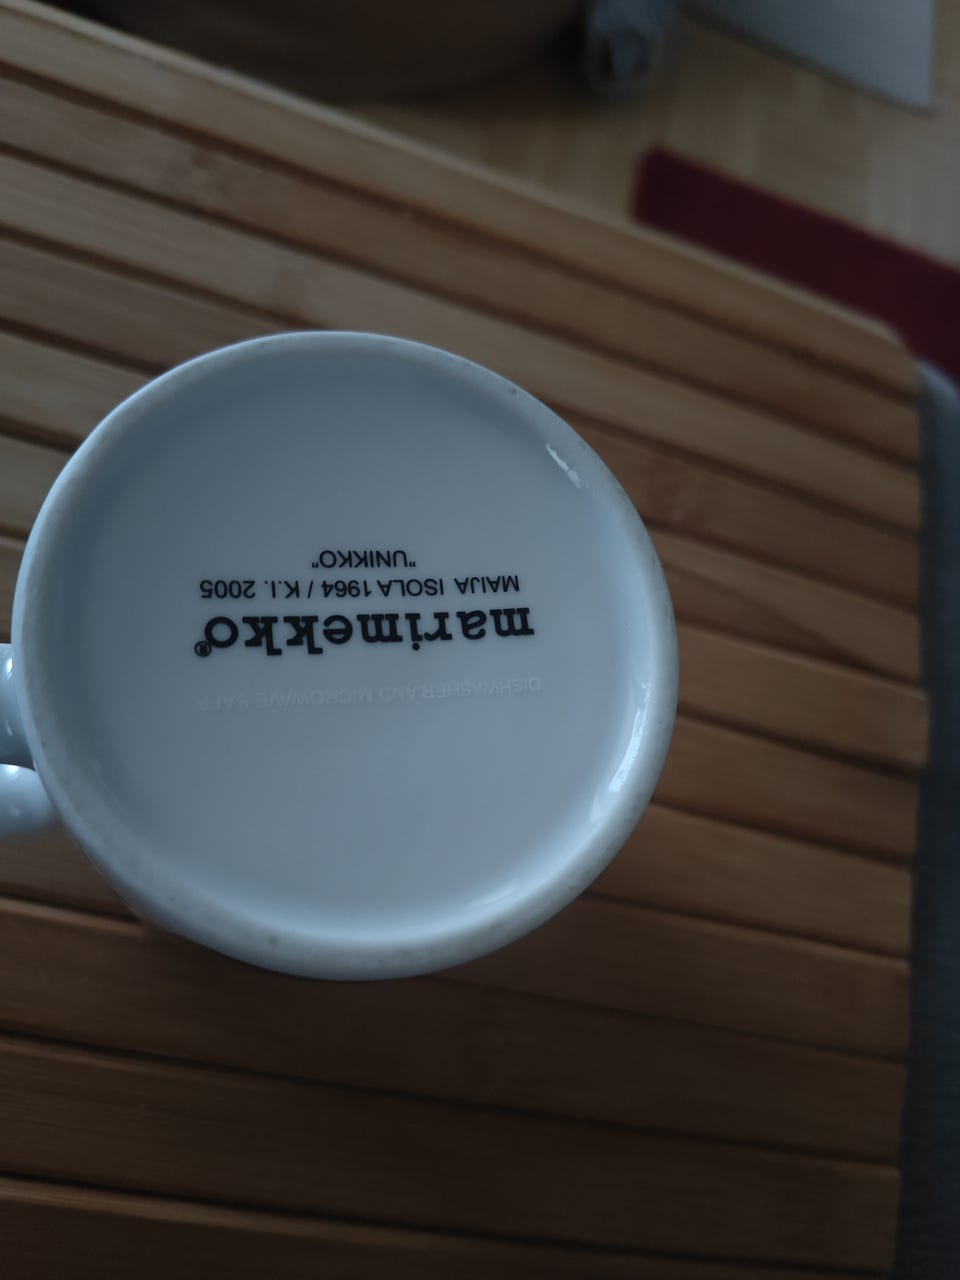 DISHWASHER AND MICROWAVE SAFE
marimekko®
MAIJA ISOLA 1964 / K.I. 2005
"UNIKKO"